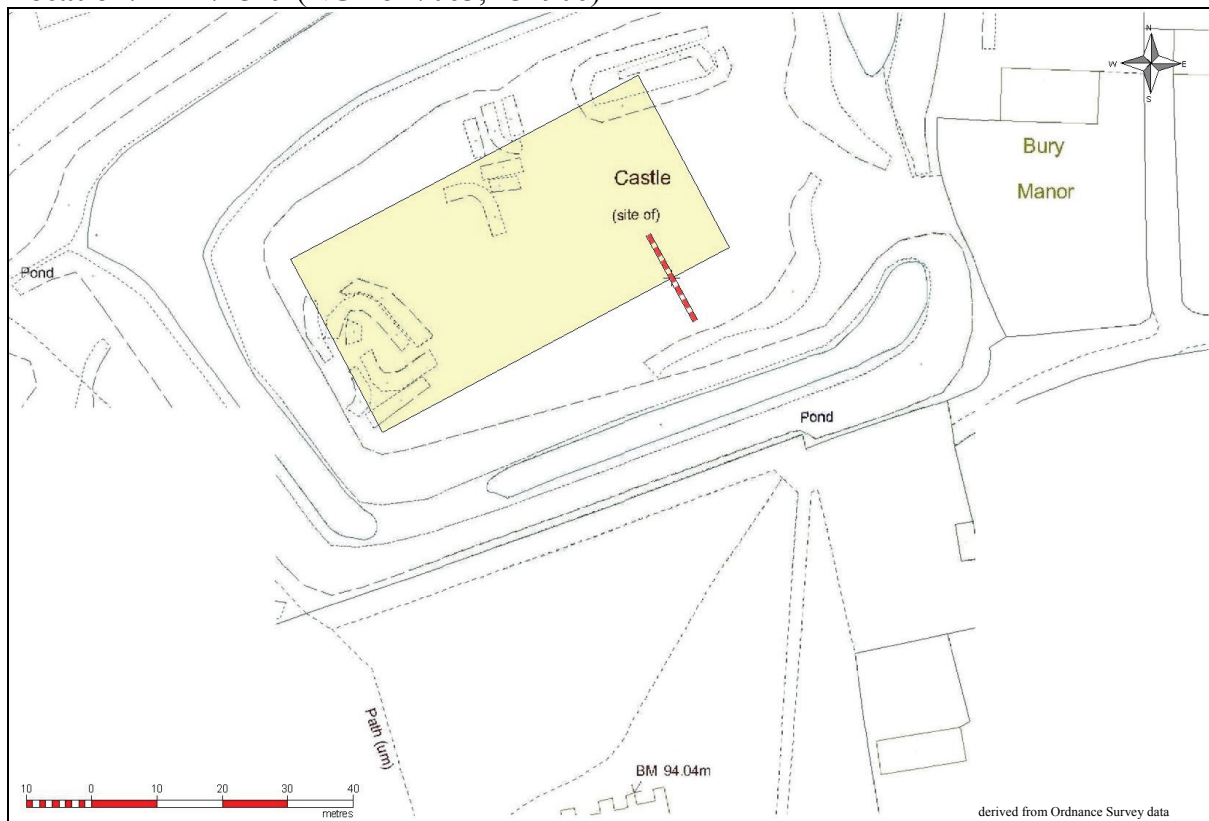 N
W E
S
Bury
Manor
Castle
(site of)
Pond
Pond
Path (um)
BM 94.04m
10 0 10 20 30 40
metres
derived from Ordnance Survey data